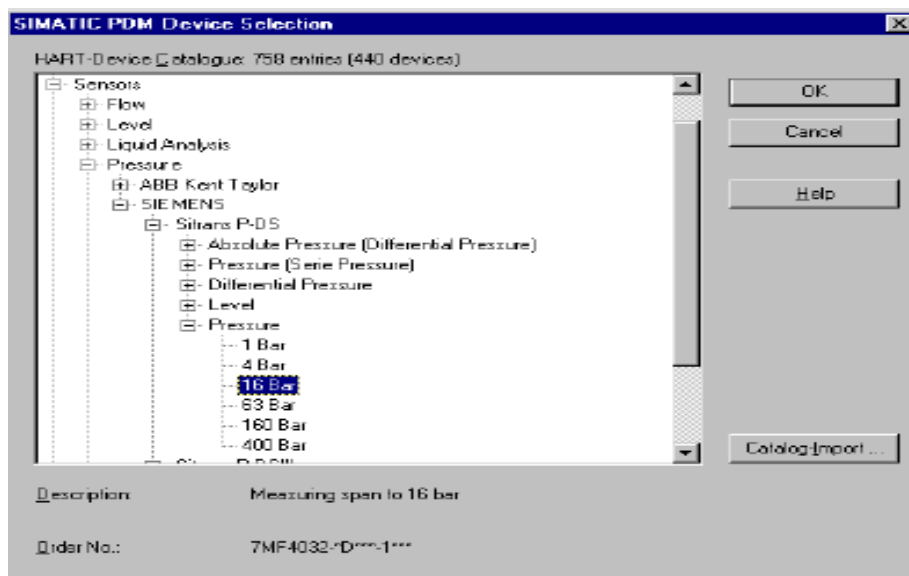 SIMATIC PDM Device Selection
HART-Device Catalogue: 758 entries (440 devices)
Sensors
Flow
Level
Liquid Analysis
Pressure
ABB Kent Taylor
SIEMENS
Sitrans P-DS
Absolute Pressure (Differential Pressure)
Pressure (Serie Pressure)
Differential Pressure
Level
Pressure
1 Bar
4 Bar
16 Bar
63 Bar
160 Bar
400 Bar
OK
Cancel
Help
Catalog-Import ...
Description: Measuring span to 16 bar
Order No.: 7MF4032-*D***-1***